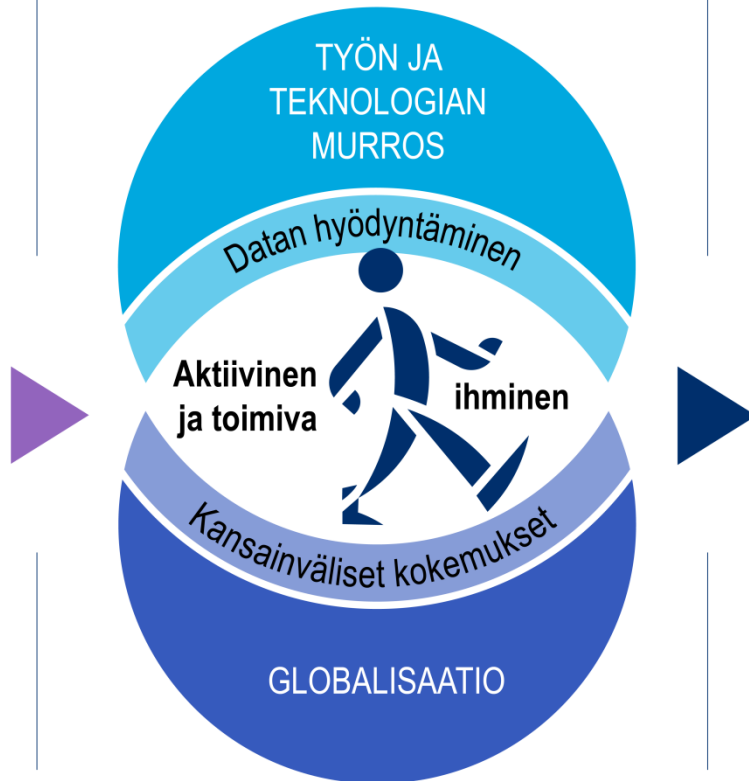 TYÖN JA
TEKNOLOGIAN
MURROS
Datan hyödyntäminen
Aktiivinen
ja toimiva
ihminen
Kansainväliset kokemukset
GLOBALISAATIO